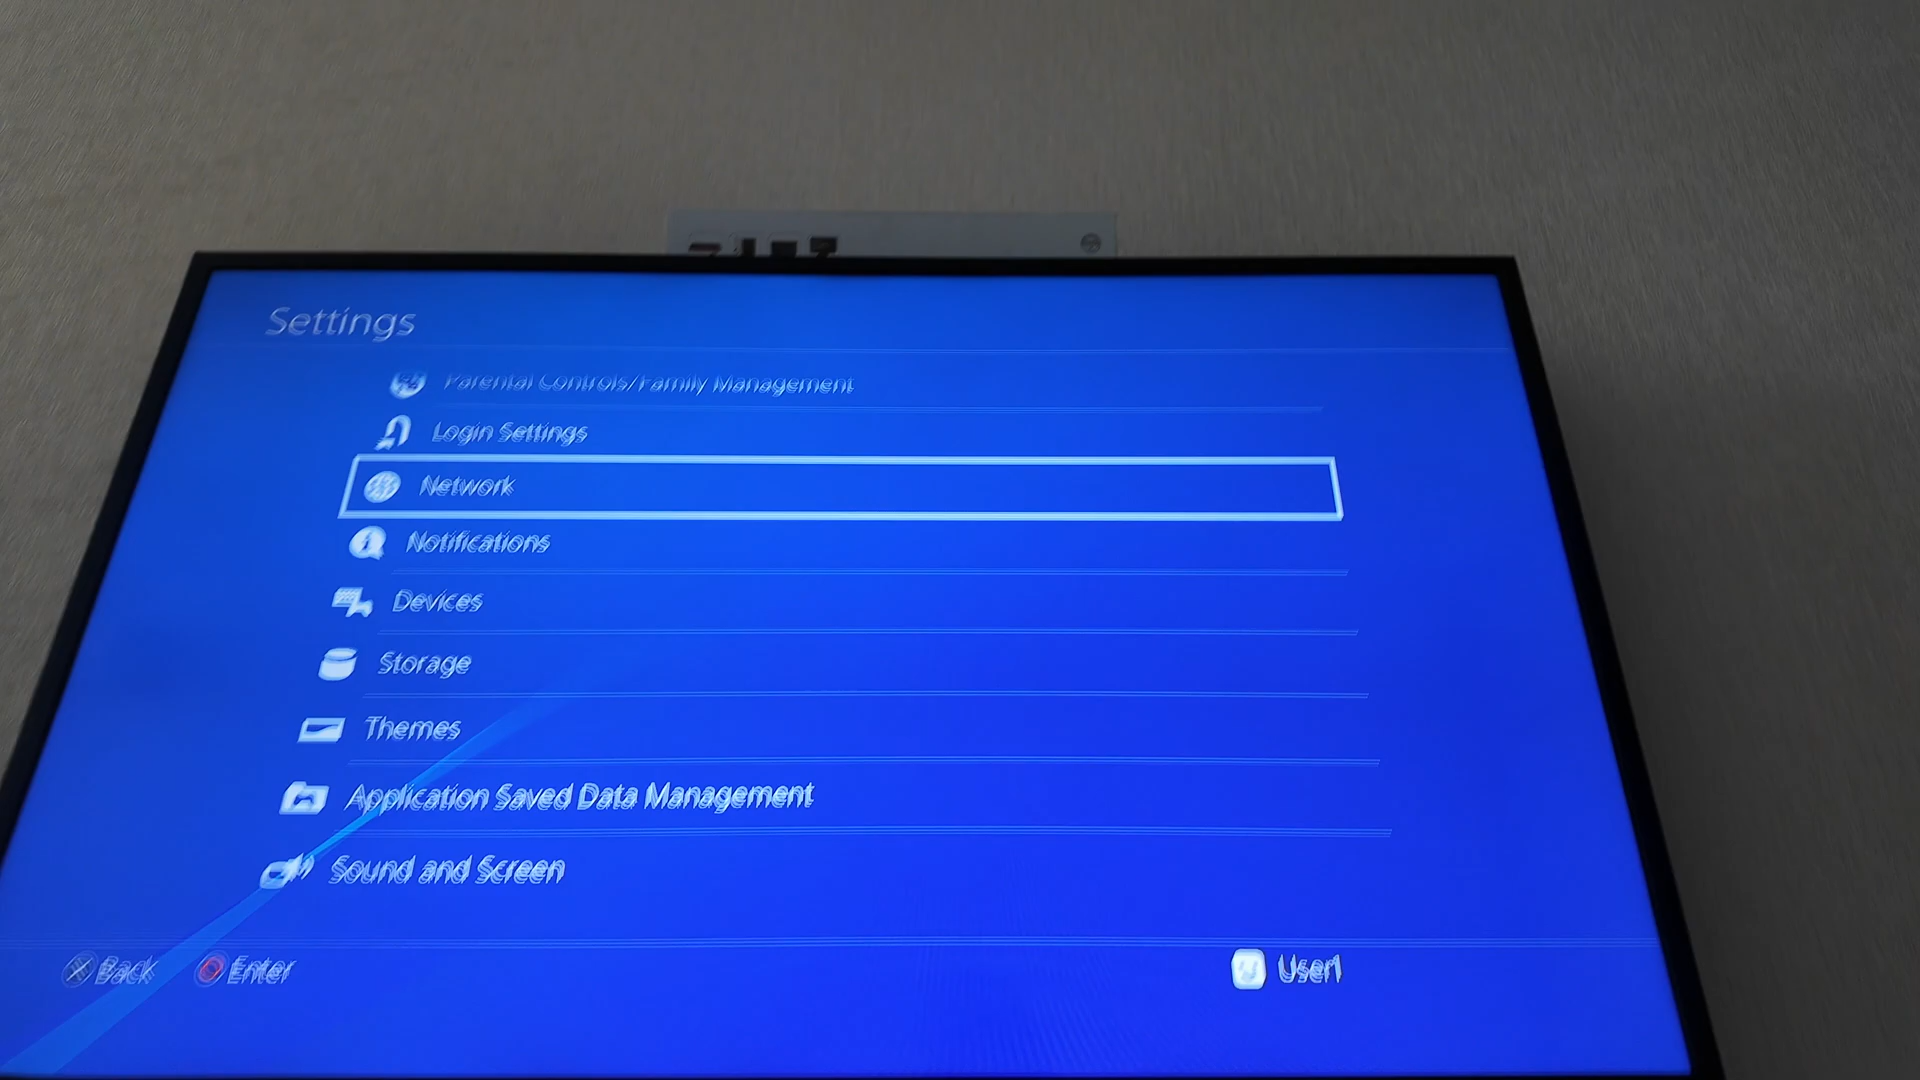 Settings
Parental Controls/Family Management
Login Settings
Network
Notifications
Devices
Storage
Themes
Application Saved Data Management
Sound and Screen
Back
Enter
User1